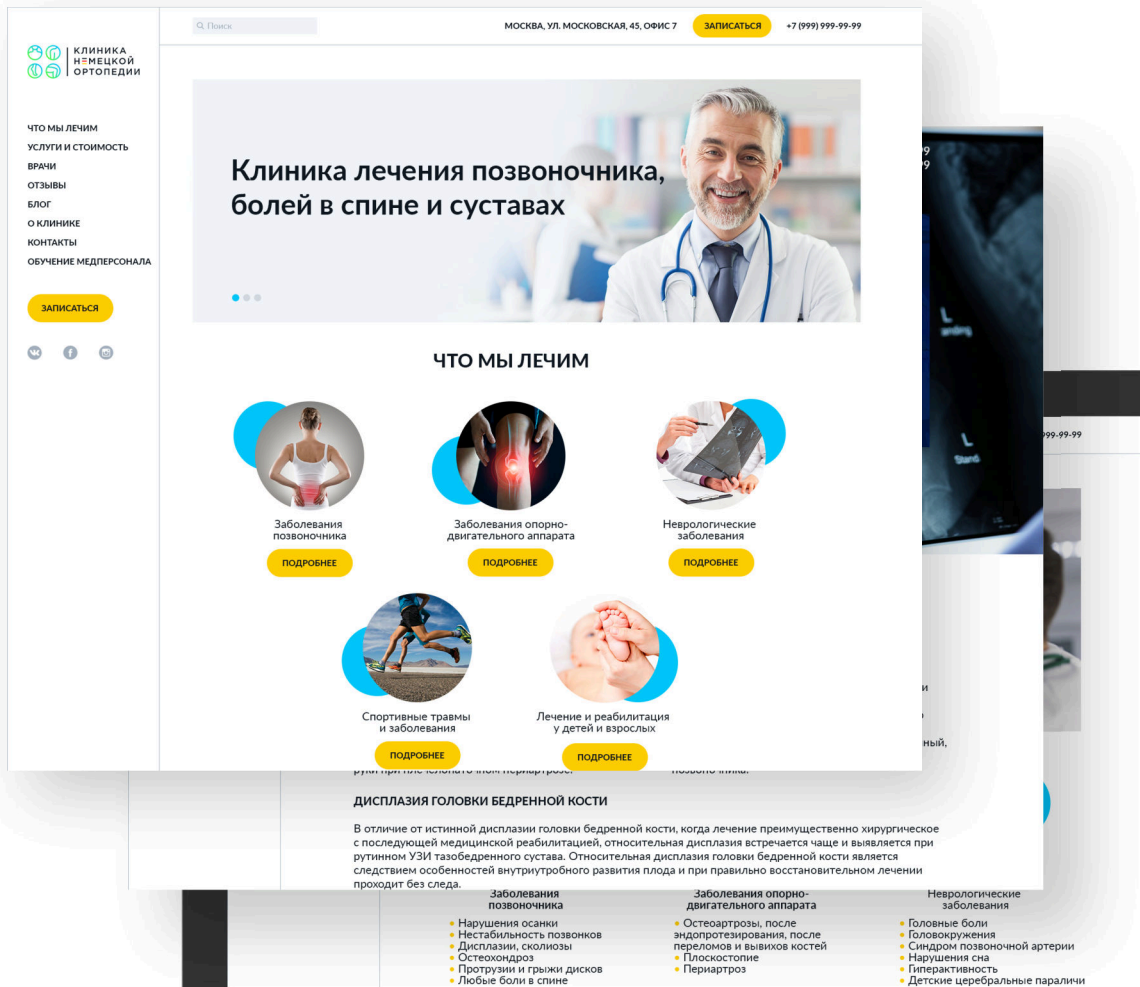 Поиск
МОСКВА, УЛ. МОСКОВСКАЯ, 45, ОФИС 7
ЗАПИСАТЬСЯ
+7 (999) 999-99-99
КЛИНИКА
НЕМЕЦКОЙ
ОРТОПЕДИИ
ЧТО МЫ ЛЕЧИМ
УСЛУГИ И СТОИМОСТЬ
ВРАЧИ
ОТЗЫВЫ
БЛОГ
О КЛИНИКЕ
КОНТАКТЫ
ОБУЧЕНИЕ МЕДПЕРСОНАЛА
ЗАПИСАТЬСЯ
Клиника лечения позвоночника,
болей в спине и суставах
ЧТО МЫ ЛЕЧИМ
Заболевания
позвоночника
ПОДРОБНЕЕ
Заболевания опорно-
двигательного аппарата
ПОДРОБНЕЕ
Неврологические
заболевания
ПОДРОБНЕЕ
Спортивные травмы
и заболевания
ПОДРОБНЕЕ
Лечение и реабилитация
у детей и взрослых
ПОДРОБНЕЕ
99
99
L
L
Stand
999-99-99
ДИСПЛАЗИЯ ГОЛОВКИ БЕДРЕННОЙ КОСТИ
В отличие от истинной дисплазии головки бедренной кости, когда лечение преимущественно хирургическое
с последующей медицинской реабилитацией, относительная дисплазия встречается чаще и выявляется при
рутинном УЗИ тазобедренного сустава. Относительная дисплазия головки бедренной кости является
следствием особенностей внутриутробного развития плода и при правильно восстановительном лечении
проходит без следа.
Заболевания
позвоночника
• Нарушения осанки
• Нестабильность позвонков
• Дисплазии, сколиозы
• Остеохондроз
• Протрузии и грыжи дисков
• Любые боли в спине
Заболевания опорно-
двигательного аппарата
• Остеоартрозы, после
эндопротезирования, после
переломов и вывихов костей
• Плоскостопие
• Периартроз
Неврологические
заболевания
• Головные боли
• Головокружения
• Синдром позвоночной артерии
• Нарушения сна
• Гиперактивность
• Детские церебральные параличи